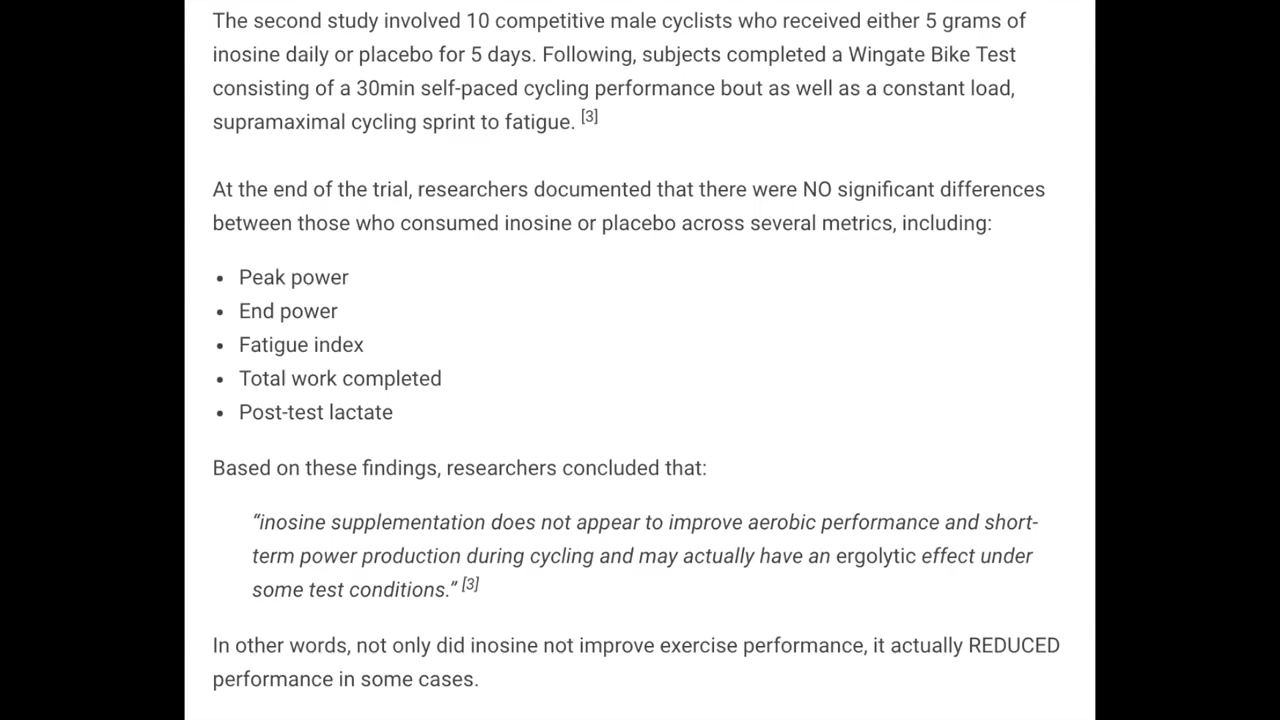 The second study involved 10 competitive male cyclists who received either 5 grams of
inosine daily or placebo for 5 days. Following, subjects completed a Wingate Bike Test
consisting of a 30min self-paced cycling performance bout as well as a constant load,
supramaximal cycling sprint to fatigue. [3]
At the end of the trial, researchers documented that there were NO significant differences
between those who consumed inosine or placebo across several metrics, including:
• Peak power
• End power
• Fatigue index
• Total work completed
• Post-test lactate
Based on these findings, researchers concluded that:
“inosine supplementation does not appear to improve aerobic performance and short-
term power production during cycling and may actually have an ergolytic effect under
some test conditions.” [3]
In other words, not only did inosine not improve exercise performance, it actually REDUCED
performance in some cases.